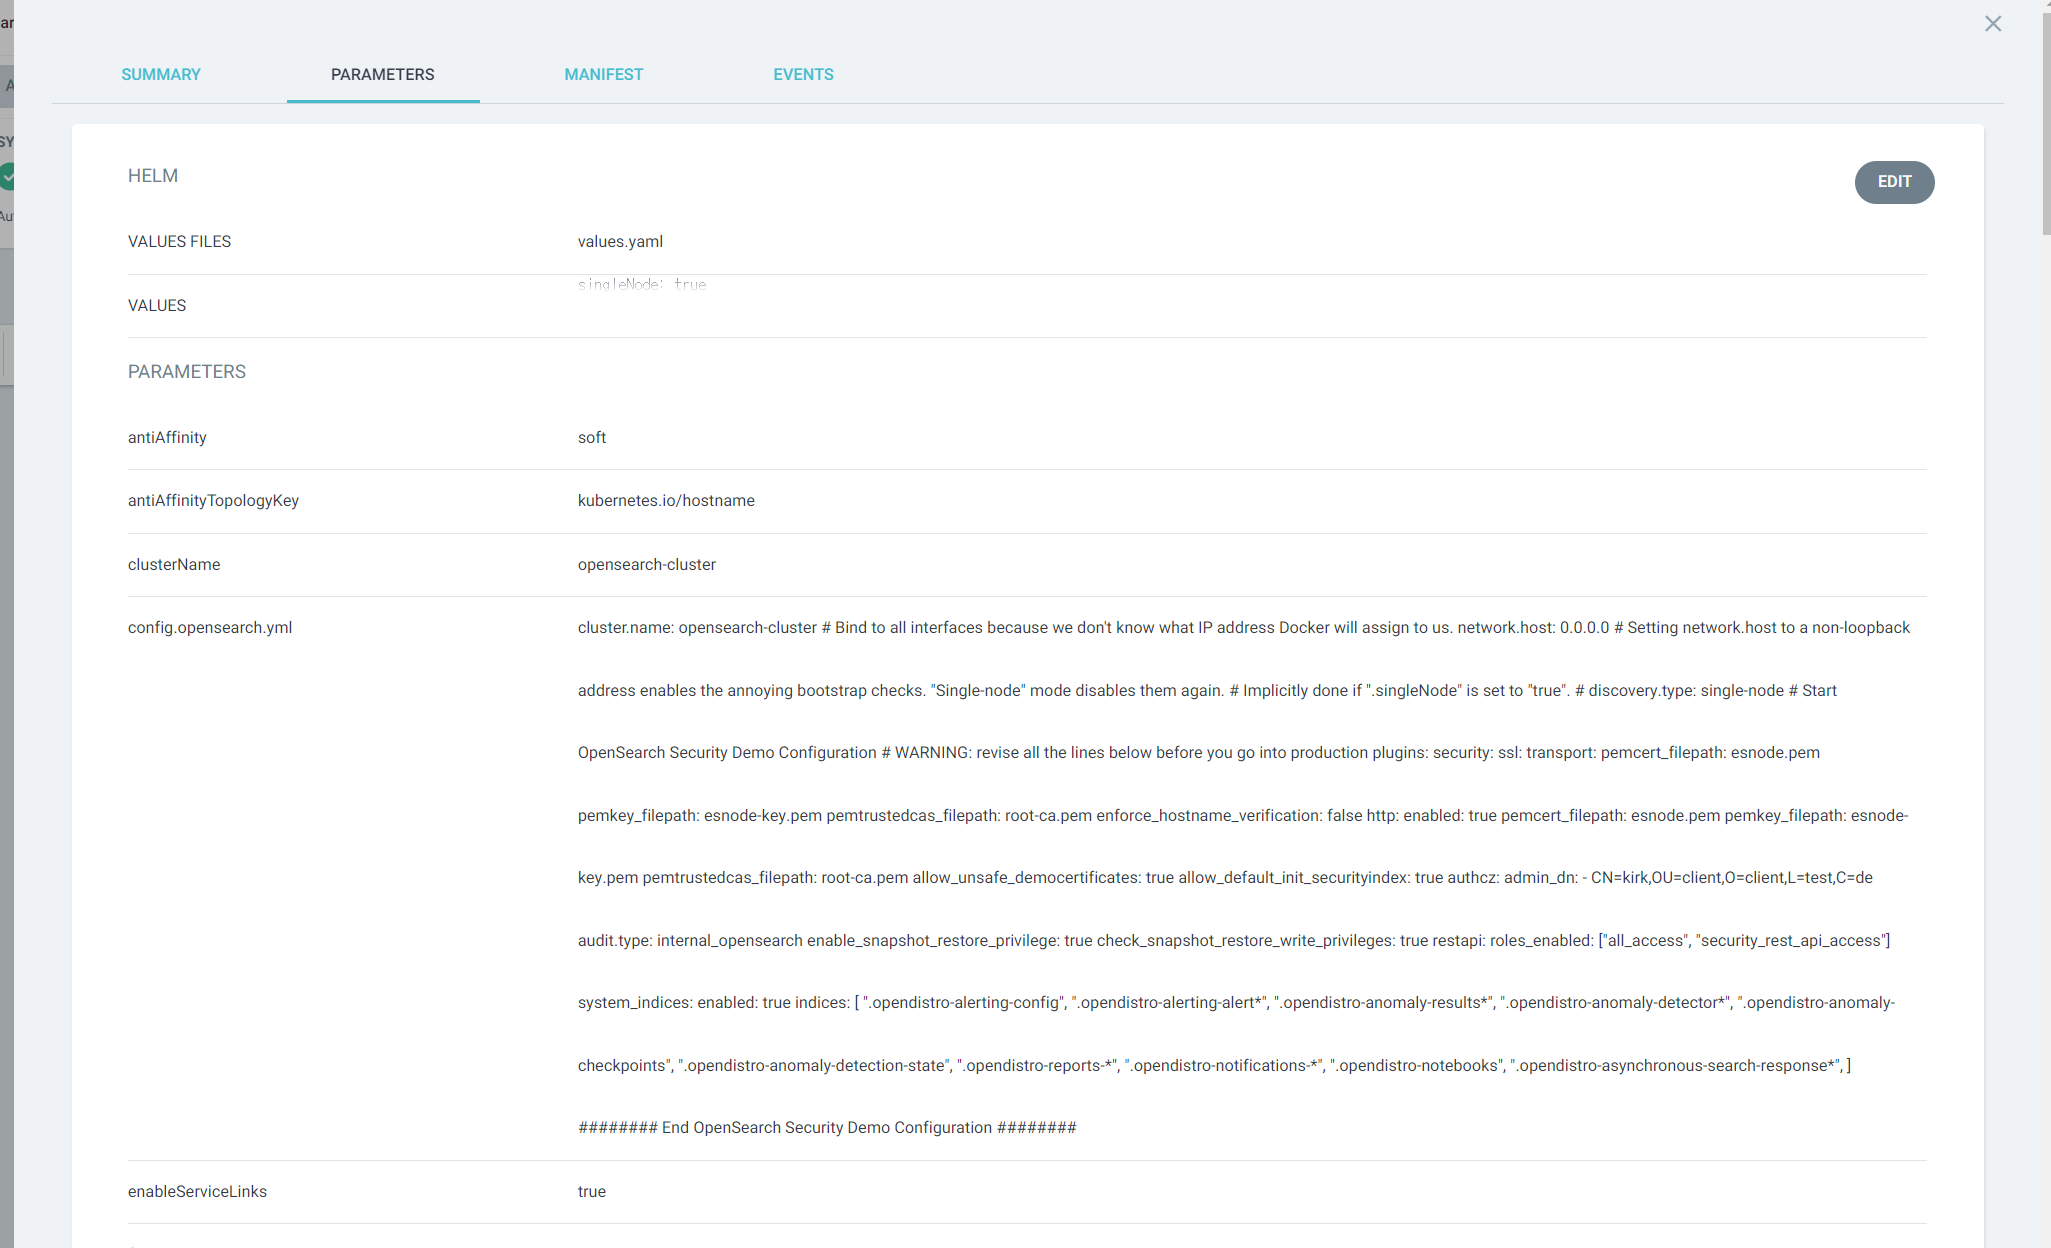 ar
SUMMARY
PARAMETERS
MANIFEST
EVENTS
A
SY
Au
HELM
EDIT
VALUES FILES
values.yaml
singleNode: true
VALUES
PARAMETERS
antiAffinity
soft
antiAffinityTopologyKey
kubernetes.io/hostname
clusterName
opensearch-cluster
config.opensearch.yml
cluster.name: opensearch-cluster # Bind to all interfaces because we don't know what IP address Docker will assign to us. network.host: 0.0.0.0 # Setting network.host to a non-loopback
address enables the annoying bootstrap checks. "Single-node" mode disables them again. # Implicitly done if ".singleNode" is set to "true". # discovery.type: single-node # Start
OpenSearch Security Demo Configuration # WARNING: revise all the lines below before you go into production plugins: security: ssl: transport: pemcert_filepath: esnode.pem
pemkey_filepath: esnode-key.pem pemtrustedcas_filepath: root-ca.pem enforce_hostname_verification: false http: enabled: true pemcert_filepath: esnode.pem pemkey_filepath: esnode-
key.pem pemtrustedcas_filepath: root-ca.pem allow_unsafe_democertificates: true allow_default_init_securityindex: true authcz: admin_dn: - CN=kirk,OU=client,O=client,L=test,C=de
audit.type: internal_opensearch enable_snapshot_restore_privilege: true check_snapshot_restore_write_privileges: true restapi: roles_enabled: ["all_access", "security_rest_api_access"]
system_indices: enabled: true indices: [ ".opendistro-alerting-config", ".opendistro-alerting-alert*", ".opendistro-anomaly-results*", ".opendistro-anomaly-detector*", ".opendistro-anomaly-
checkpoints", ".opendistro-anomaly-detection-state", ".opendistro-reports-*", ".opendistro-notifications-*", ".opendistro-notebooks", ".opendistro-asynchronous-search-response*", ]
######## End OpenSearch Security Demo Configuration ########
enableServiceLinks
true